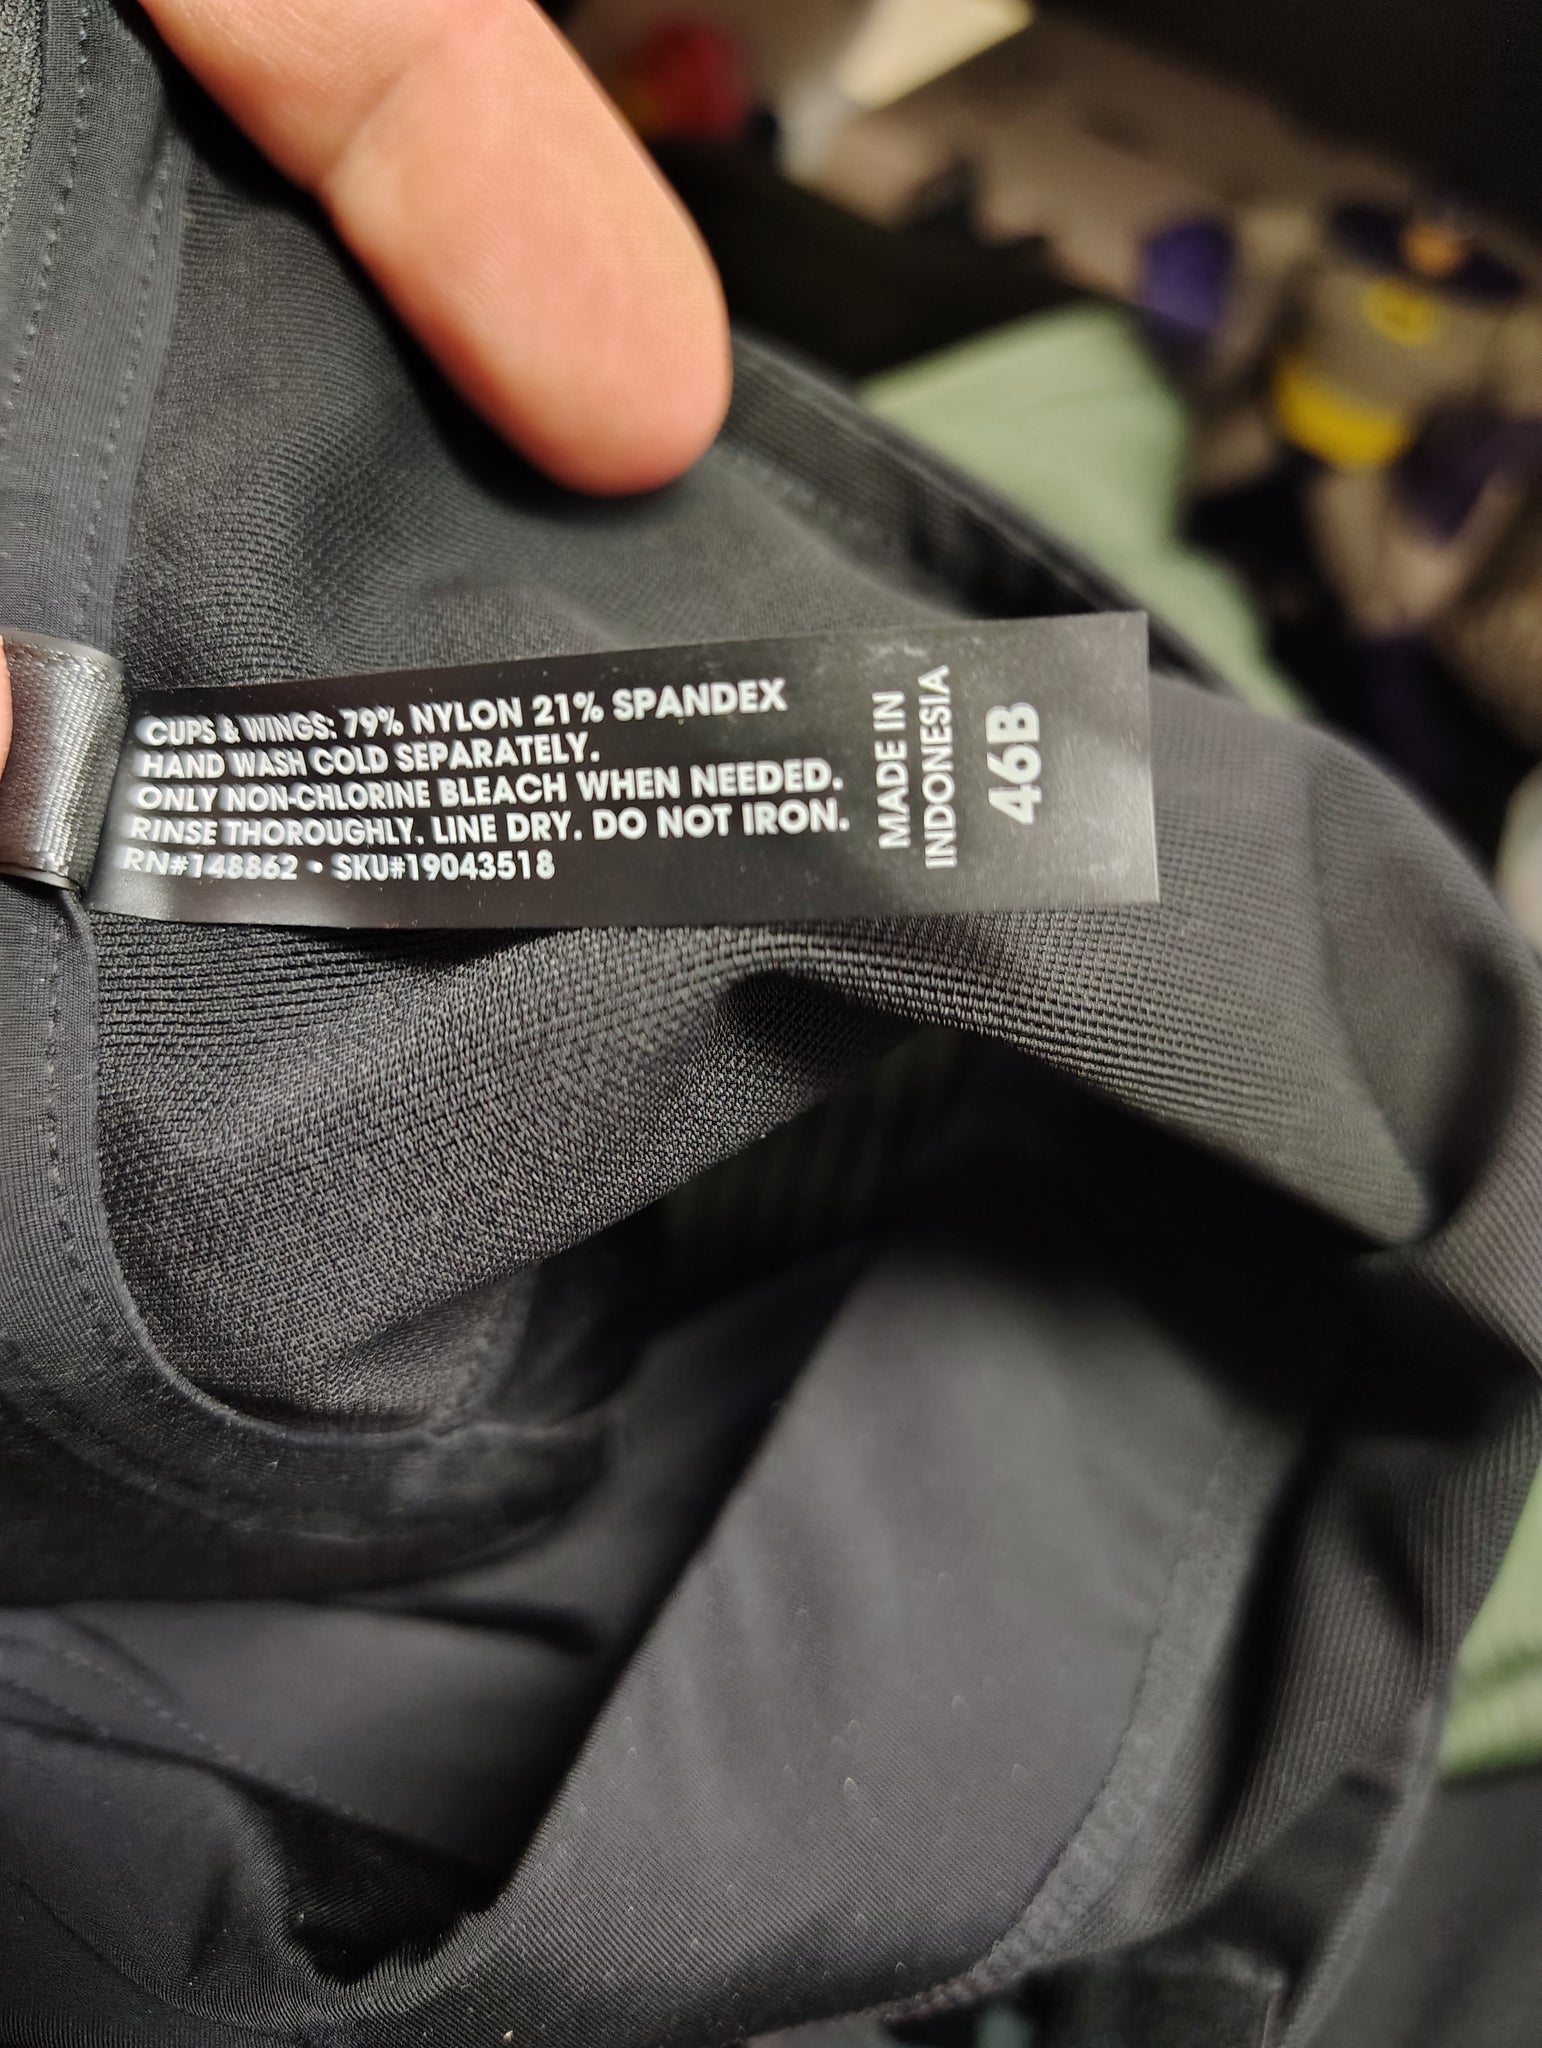 CUPS & WINGS: 79% NYLON 21% SPANDEX
HAND WASH COLD SEPARATELY.
ONLY NON-CHLORINE BLEACH WHEN NEEDED.
RINSE THOROUGHLY. LINE DRY. DO NOT IRON.
RN#148862 • SKU#19043518
MADE IN
INDONESIA
46B